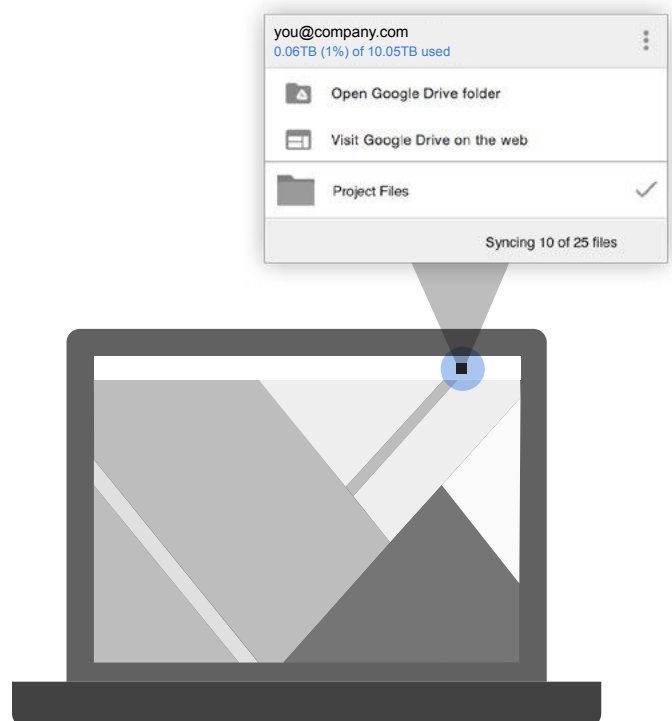 you@company.com
0.06TB (1%) of 10.05TB used
Open Google Drive folder
Visit Google Drive on the web
Project Files
Syncing 10 of 25 files